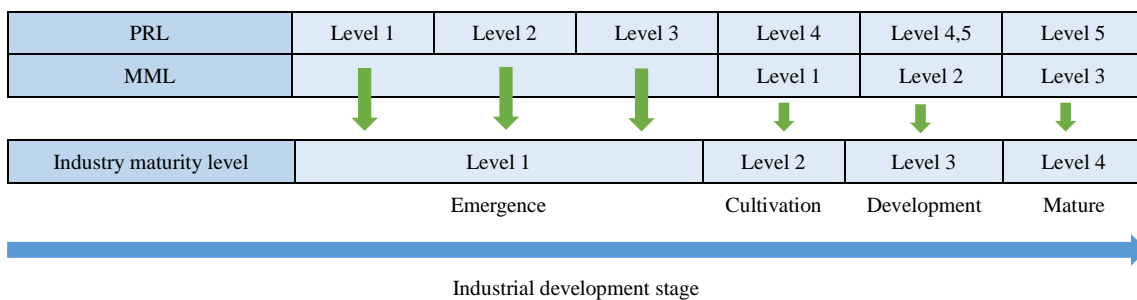 PRL Level 1 Level 2 Level 3 Level 4 Level 4,5 Level 5
MML Level 1 Level 2 Level 3
Industry maturity level Level 1 Level 2 Level 3 Level 4
Emergence Cultivation Development Mature
Industrial development stage